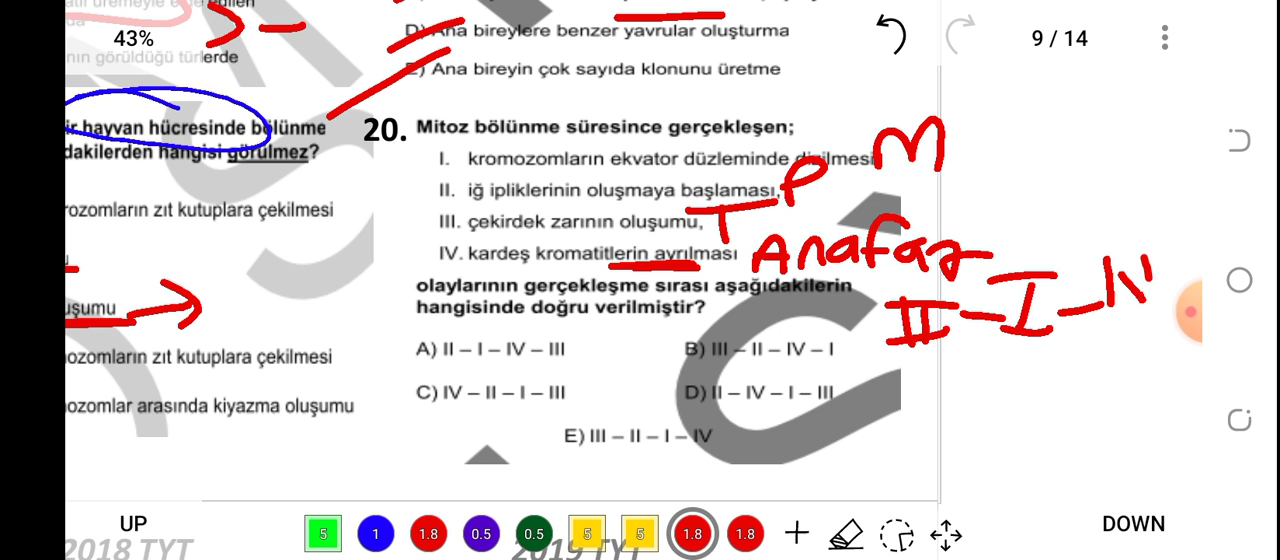 43%
9 / 14
nın görüldüğü türlerde
D) Ana bireylere benzer yavrular oluşturma
E) Ana bireyin çok sayıda klonunu üretme
ir hayvan hücresinde bölünme
dakilerden hangisi görülmez?
rozomların zıt kutuplara çekilmesi
uşumu
ozomların zıt kutuplara çekilmesi
ozomlar arasında kiyazma oluşumu
20. Mitoz bölünme süresince gerçekleşen;
I. kromozomların ekvator düzleminde dizilmesi M
II. iğ ipliklerinin oluşmaya başlaması, P
III. çekirdek zarının oluşumu, T
IV. kardeş kromatitlerin ayrılması Anafaz
olaylarının gerçekleşme sırası aşağıdakilerin
hangisinde doğru verilmiştir?
II – I – IV
A) II – I – IV – III B) III – II – IV – I
C) IV – II – I – III D) II – IV – I – III
E) III – II – I – IV
UP
5 1 1.8 0.5 0.5 5 5 1.8 1.8
DOWN
2018 TYT
2019 TYT